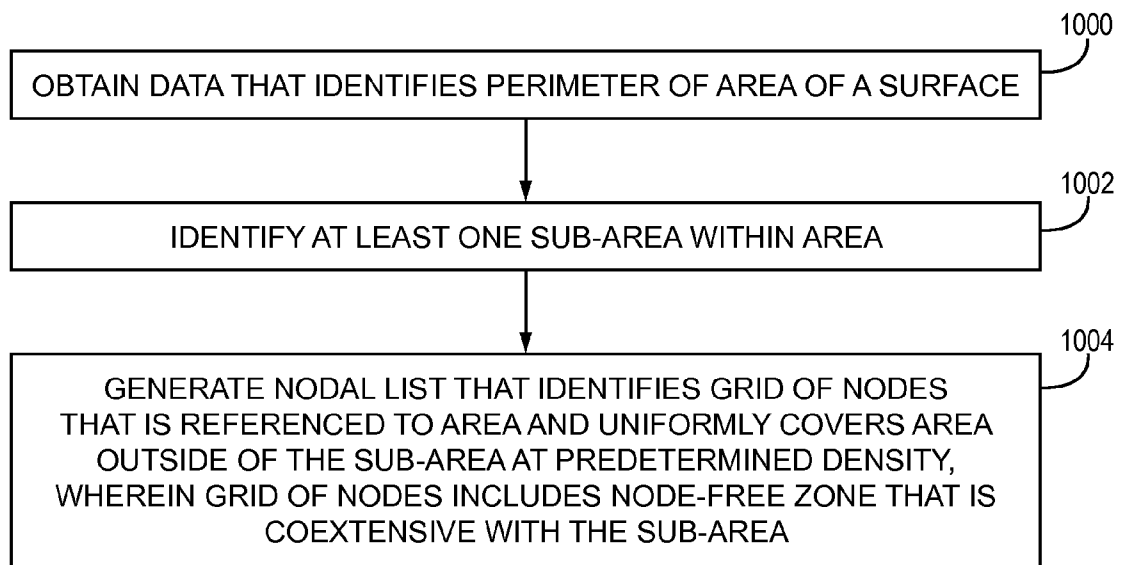 1000
OBTAIN DATA THAT IDENTIFIES PERIMETER OF AREA OF A SURFACE
1002
IDENTIFY AT LEAST ONE SUB-AREA WITHIN AREA
1004
GENERATE NODAL LIST THAT IDENTIFIES GRID OF NODES
THAT IS REFERENCED TO AREA AND UNIFORMLY COVERS AREA
OUTSIDE OF THE SUB-AREA AT PREDETERMINED DENSITY,
WHEREIN GRID OF NODES INCLUDES NODE-FREE ZONE THAT IS
COEXTENSIVE WITH THE SUB-AREA